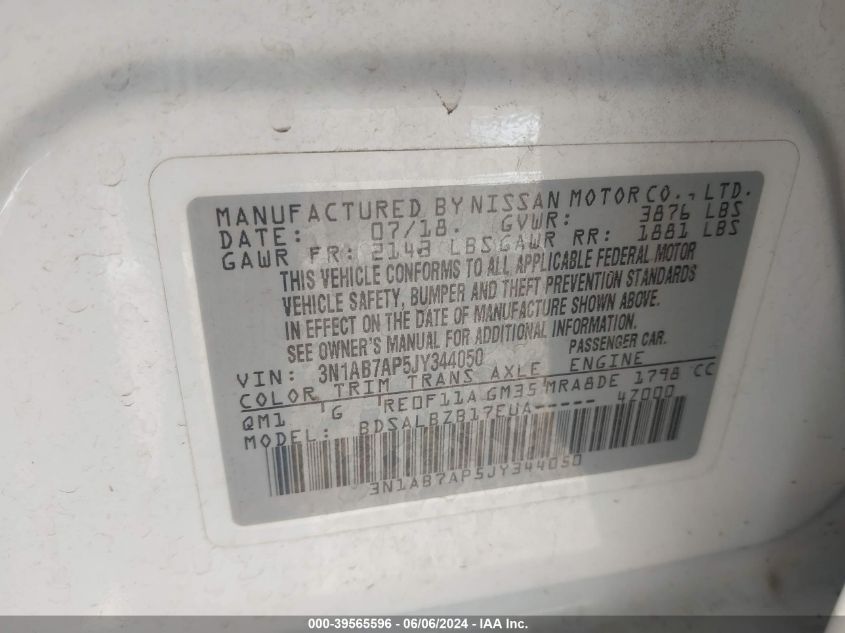 MANUFACTURED BY NISSAN MOTOR CO., LTD.
DATE: 07/18. GVWR: 3876 LBS
GAWR FR: 2143 LBS GAWR RR: 1881 LBS
THIS VEHICLE CONFORMS TO ALL APPLICABLE FEDERAL MOTOR
VEHICLE SAFETY, BUMPER AND THEFT PREVENTION STANDARDS
IN EFFECT ON THE DATE OF MANUFACTURE SHOWN ABOVE.
SEE OWNER'S MANUAL FOR ADDITIONAL INFORMATION.
VIN: 3N1AB7AP5JY344050 PASSENGER CAR.
COLOR TRIM TRANS AXLE ENGINE
QM1 G RE0F11A GM35 MRA8DE 1798 CC
MODEL: BDSALBZB17EUA----- 47000
3N1AB7AP5JY344050
000-39565596 - 06/06/2024 - IAA Inc.